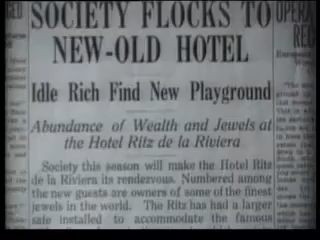 SOCIETY FLOCKS TO
NEW-OLD HOTEL
Idle Rich Find New Playground
Abundance of Wealth and Jewels at
the Hotel Ritz de la Riviera
Society this season will make the Hotel Ritz
de la Riviera its rendezvous. Numbered among
the new guests are owners of some of the finest
jewels in the world. The Ritz has had a larger
safe installed to accommodate the famous